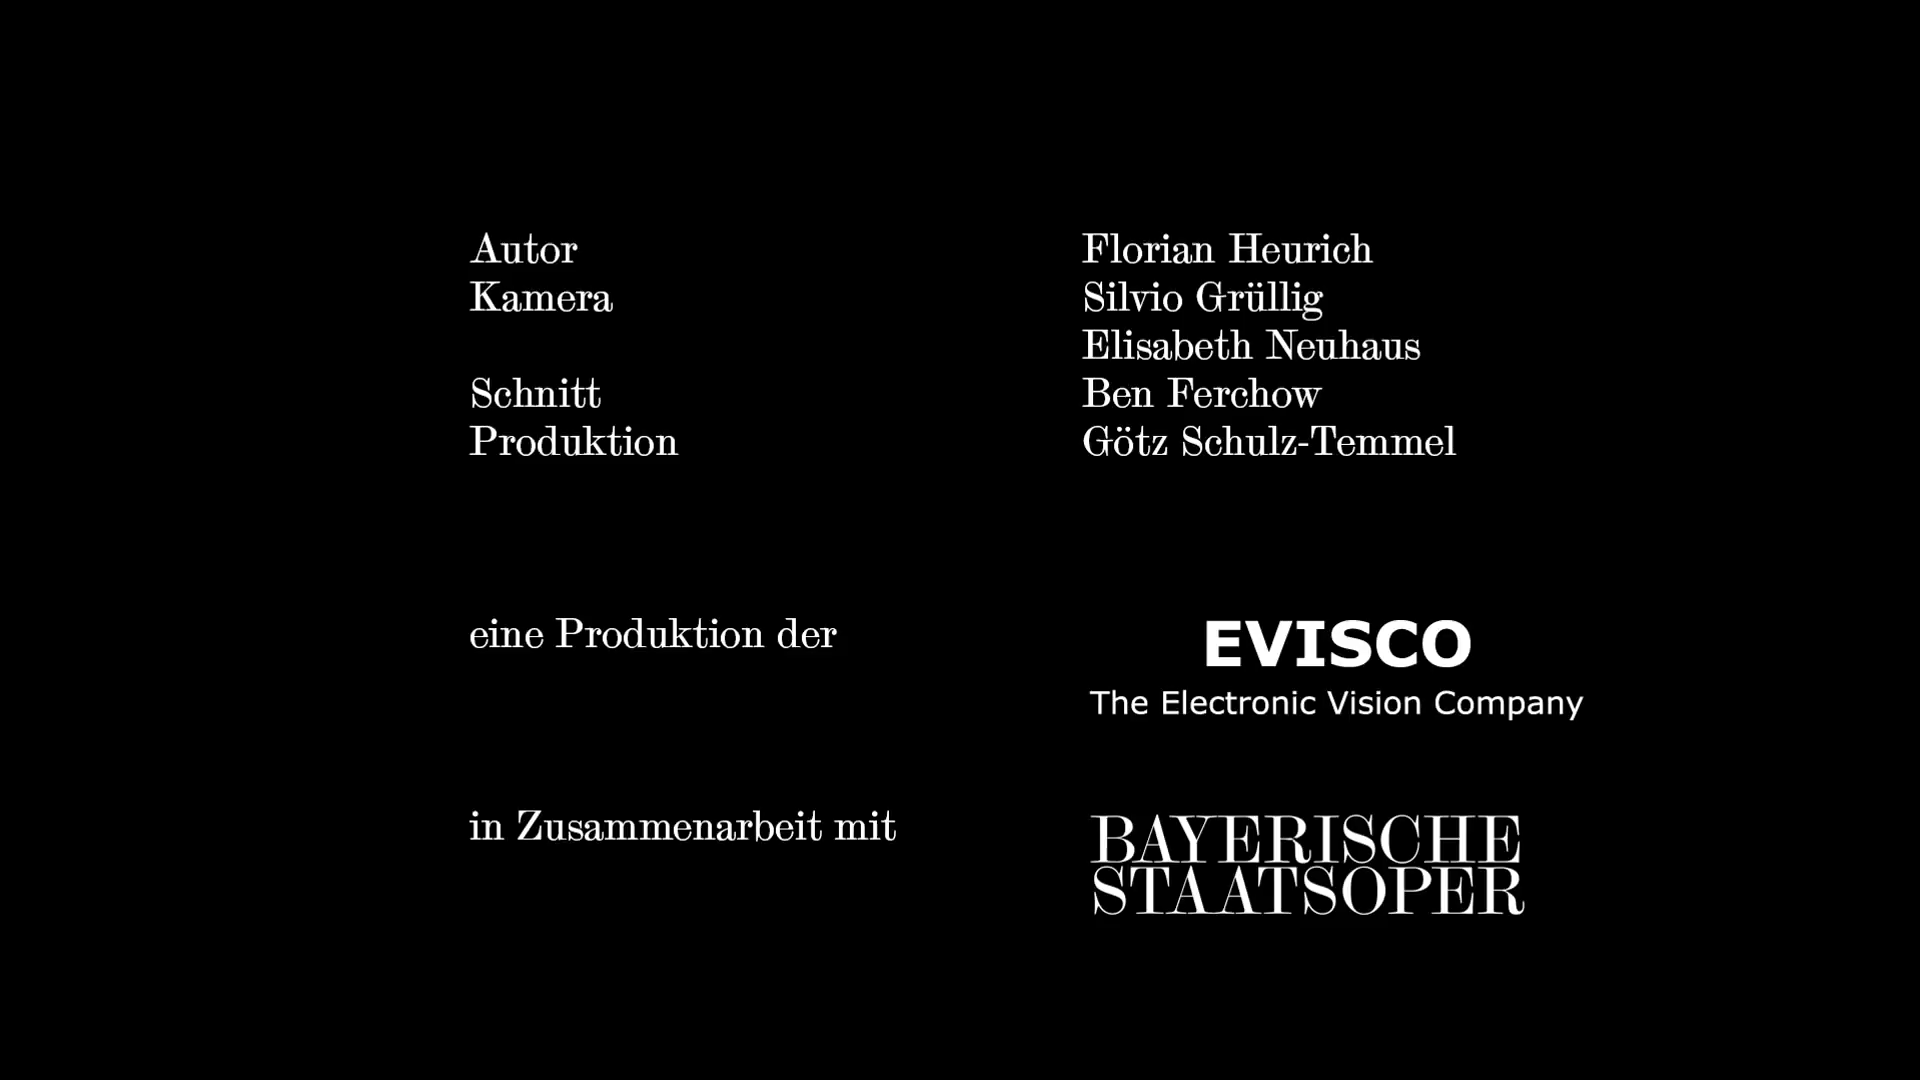 Autor Florian Heurich
Kamera Silvio Grüllig
Elisabeth Neuhaus
Schnitt Ben Ferchow
Produktion Götz Schulz-Temmel
eine Produktion der EVISCO
The Electronic Vision Company
in Zusammenarbeit mit BAYERISCHE
STAATSOPER